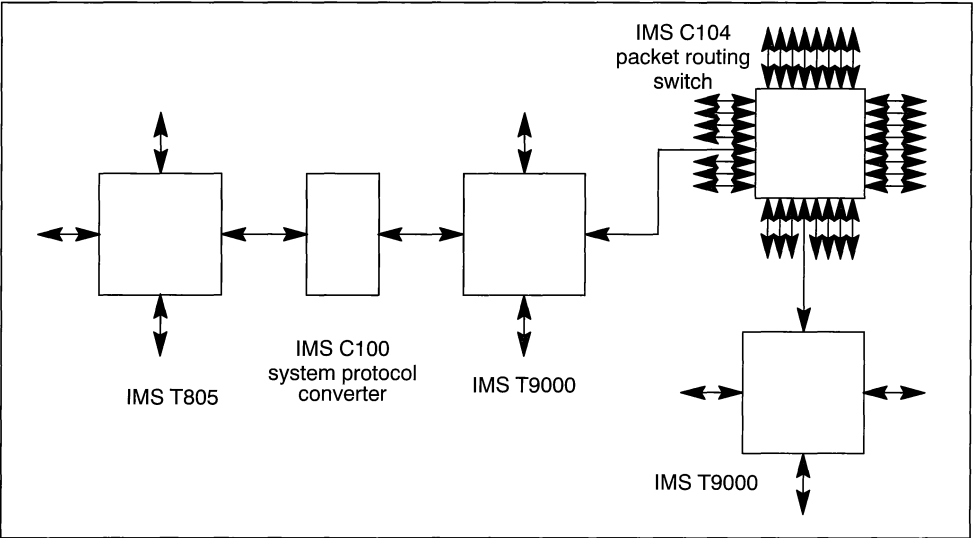 IMS C104
packet routing
switch
IMS C100
system protocol
converter
IMS T805
IMS T9000
IMS T9000